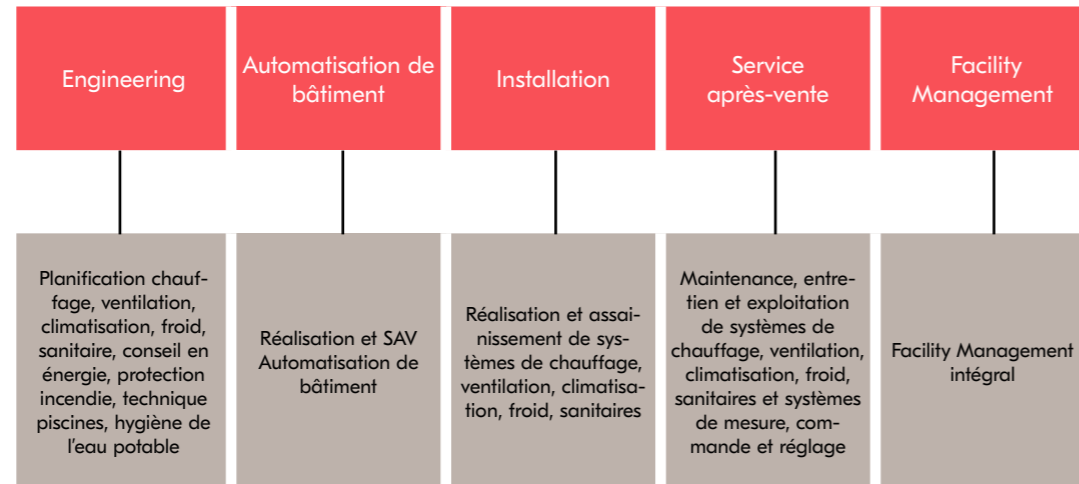 Engineering
Automatisation de
bâtiment
Installation
Service
après-vente
Facility
Management
Planification chauf-
fage, ventilation,
climatisation, froid,
sanitaire, conseil en
énergie, protection
incendie, technique
piscines, hygiène de
l'eau potable
Réalisation et SAV
Automatisation de
bâtiment
Réalisation et assai-
nissement de sys-
tèmes de chauffage,
ventilation, climatisa-
tion, froid, sanitaires
Maintenance, entre-
tien et exploitation
de systèmes de
chauffage, ventilation,
climatisation, froid,
sanitaires et systèmes
de mesure, com-
mande et réglage
Facility Management
intégral